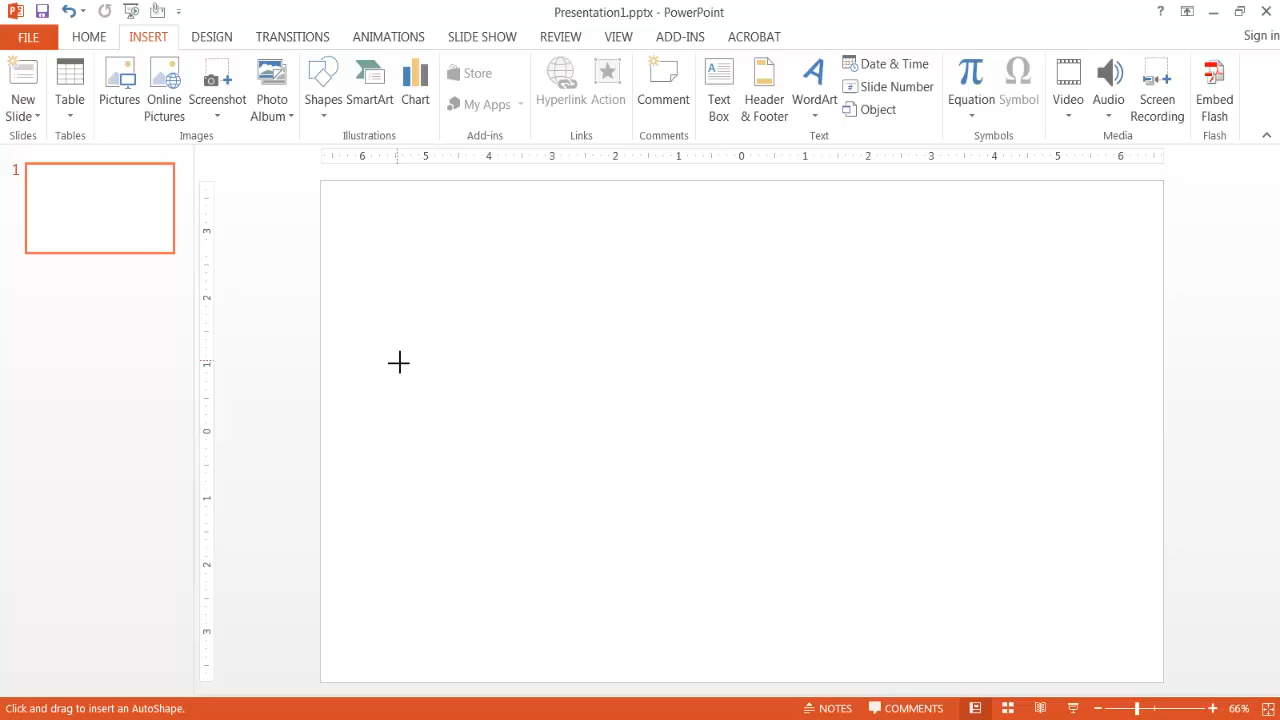 Presentation1.pptx - PowerPoint
?
Sign in
FILE HOME INSERT DESIGN TRANSITIONS ANIMATIONS SLIDE SHOW REVIEW VIEW ADD-INS ACROBAT
New Slide
Slides
Table
Tables
Pictures
Online Pictures
Screenshot
Photo Album
Images
Shapes
SmartArt
Chart
Illustrations
Store
My Apps
Add-ins
Hyperlink
Action
Links
Comment
Comments
Text Box
Header & Footer
WordArt
Date & Time
Slide Number
Object
Text
π
Equation
Ω
Symbol
Symbols
Video
Audio
Screen Recording
Media
Embed Flash
Flash
6 5 4 3 2 1 0 1 2 3 4 5 6
1
3
2
1
0
1
2
3
Click and drag to insert an AutoShape.
NOTES
COMMENTS
66%